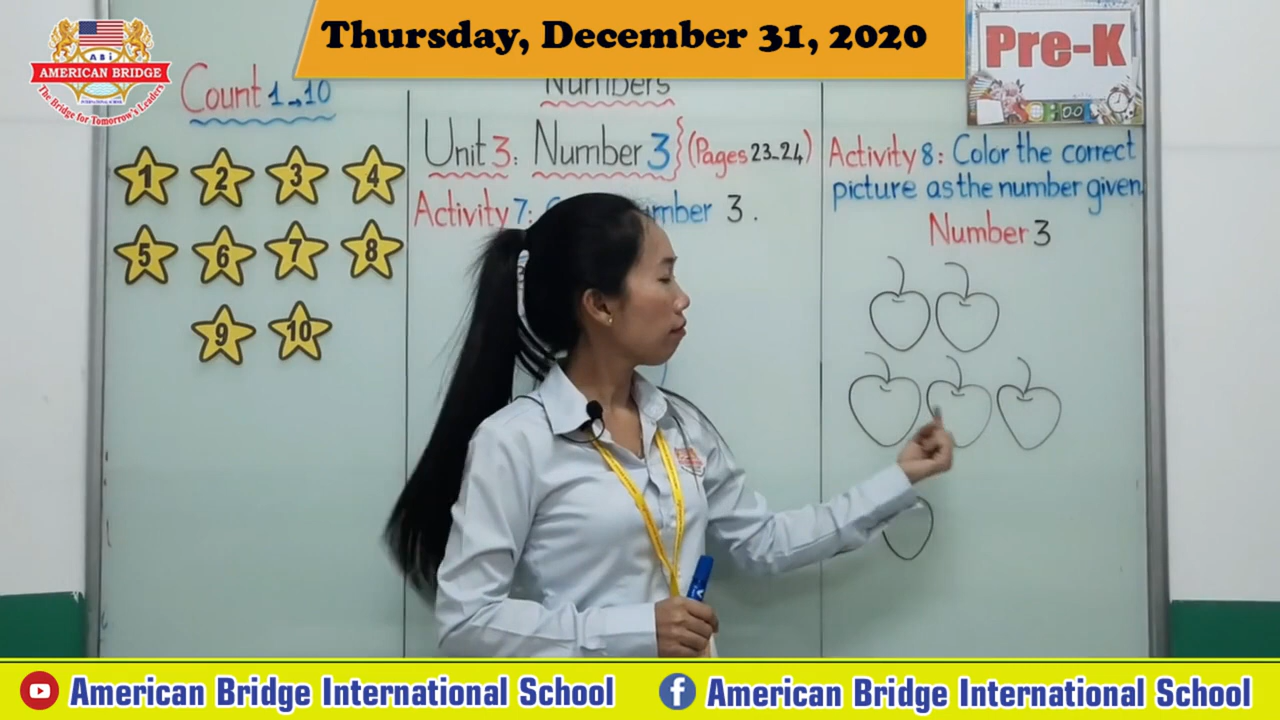 Thursday, December 31, 2020
ABi
AMERICAN BRIDGE
INTERNATIONAL SCHOOL
The Bridge for Tomorrow's Leaders
Pre-K
Count 1→10
1 2 3 4
5 6 7 8
9 10
Numbers
Unit 3: Number 3 (Pages 23-24)
Activity 7: number 3.
Activity 8: Color the correct
picture as the number given
Number 3
American Bridge International School
American Bridge International School